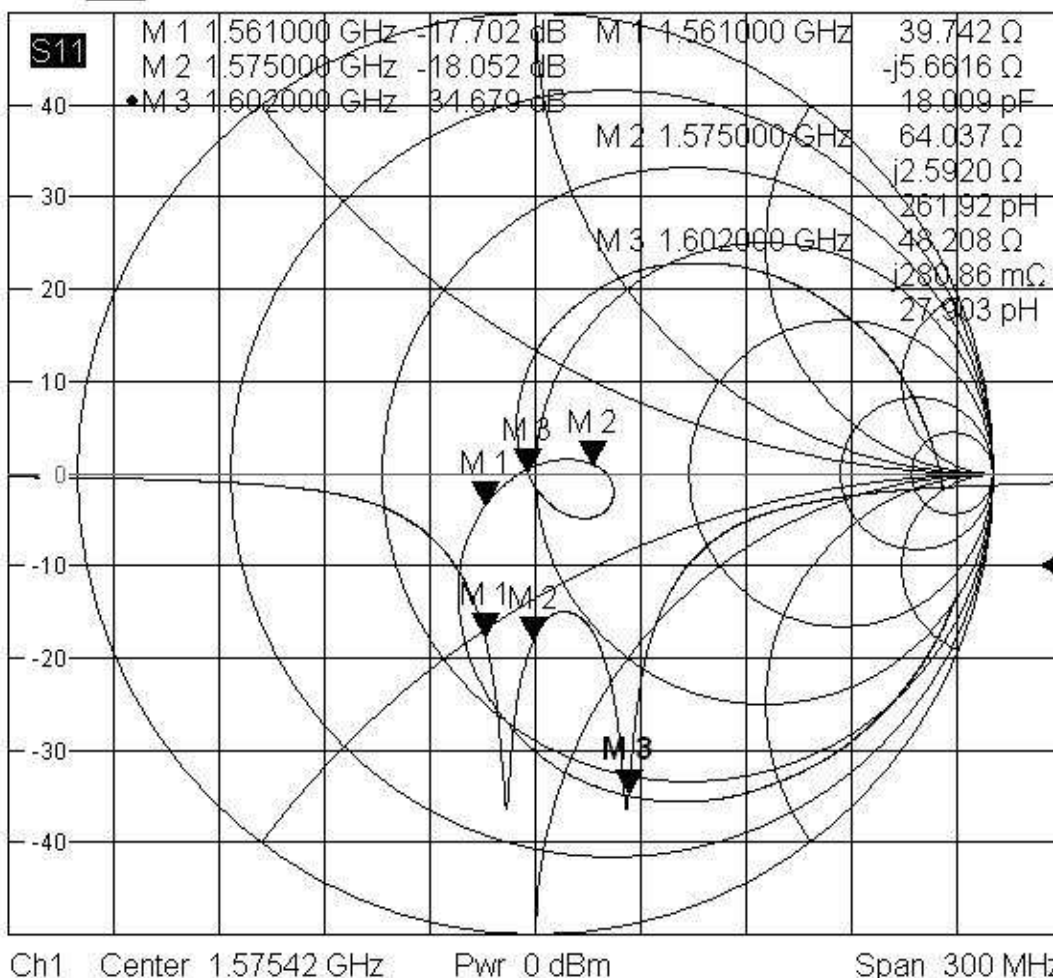 S11
M 1 1.561000 GHz -17.702 dB
M 2 1.575000 GHz -18.052 dB
•M 3 1.602000 GHz -34.679 dB
M 1 1.561000 GHz 39.742 Ω
-j5.6616 Ω
18.009 pF
M 2 1.575000 GHz 64.037 Ω
j2.5920 Ω
261.92 pH
M 3 1.602000 GHz 48.208 Ω
j280.86 mΩ
27.903 pH
40
30
20
10
0
-10
-20
-30
-40
M 1
M 3
M 2
M 1
M 2
M 3
Ch1 Center 1.57542 GHz Pwr 0 dBm Span 300 MHz